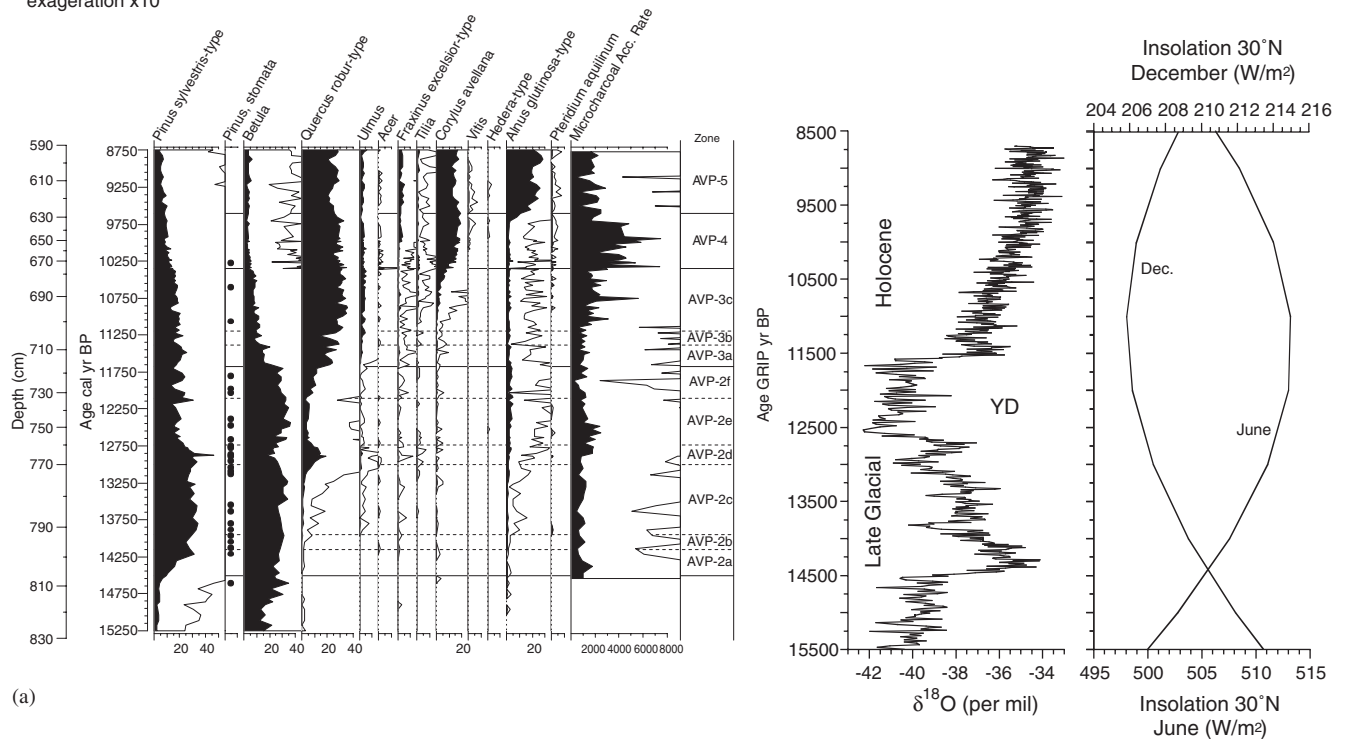 exageration x10
Pinus sylvestris-type
Pinus, stomata
Betula
Quercus robur-type
Ulmus
Acer
Fraxinus excelsior-type
Tilia
Corylus avellana
Vitis
Hedera-type
Alnus glutinosa-type
Pteridium aquilinum
Microcharcoal Acc. Rate
Zone
Depth (cm)
590
610
630
650
670
690
710
730
750
770
790
810
830
Age cal yr BP
8750
9250
9750
10250
10750
11250
11750
12250
12750
13250
13750
14250
14750
15250
AVP-5
AVP-4
AVP-3c
AVP-3b
AVP-3a
AVP-2f
AVP-2e
AVP-2d
AVP-2c
AVP-2b
AVP-2a
20 40 20 40 20 40 20 20 2000 4000 6000 8000
(a)
Age GRIP yr BP
8500
9500
10500
11500
12500
13500
14500
15500
Holocene
YD
Late Glacial
-42 -40 -38 -36 -34
δ18O (per mil)
Insolation 30°N
December (W/m2)
204 206 208 210 212 214 216
Dec.
June
495 500 505 510 515
Insolation 30°N
June (W/m2)